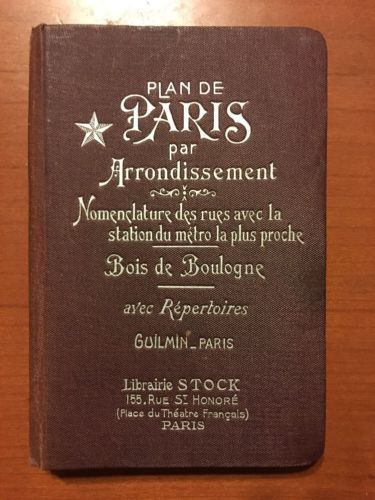 PLAN DE
PARIS
par
Arrondissement
Nomenclature des rues avec la
station du métro la plus proche
Bois de Boulogne
avec Répertoires
GUILMIN_PARIS
Librairie STOCK
155, RUE ST HONORÉ
(Place du Théatre Français)
PARIS